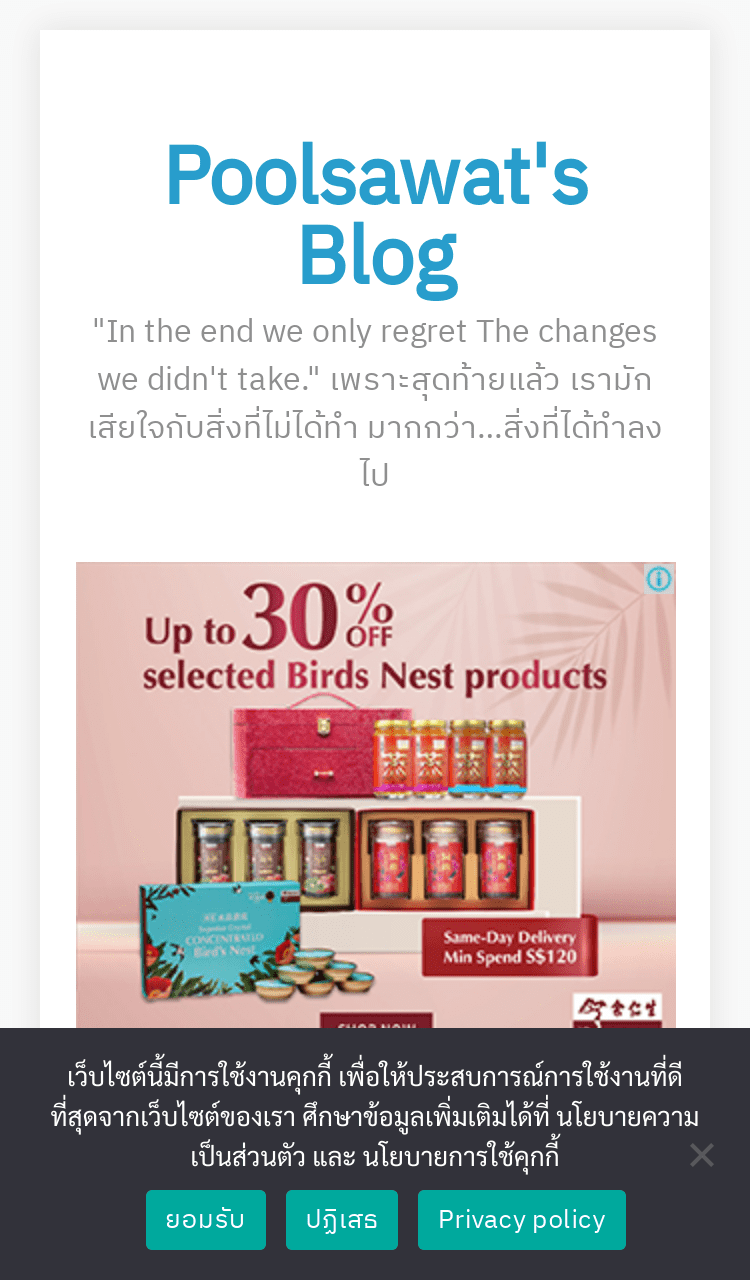 Poolsawat's
Blog
"In the end we only regret The changes
we didn't take." เพราะสุดท้ายแล้ว เรามัก
เสียใจกับสิ่งที่ไม่ได้ทำ มากกว่า...สิ่งที่ได้ทำลง
ไป
Up to 30% OFF
selected Birds Nest products
CONCENTRATED
Bird's Nest
Same-Day Delivery
Min Spend S$120
余仁生
SHOP NOW
เว็บไซต์นี้มีการใช้งานคุกกี้ เพื่อให้ประสบการณ์การใช้งานที่ดี
ที่สุดจากเว็บไซต์ของเรา ศึกษาข้อมูลเพิ่มเติมได้ที่ นโยบายความ
เป็นส่วนตัว และ นโยบายการใช้คุกกี้
ยอมรับ
ปฏิเสธ
Privacy policy